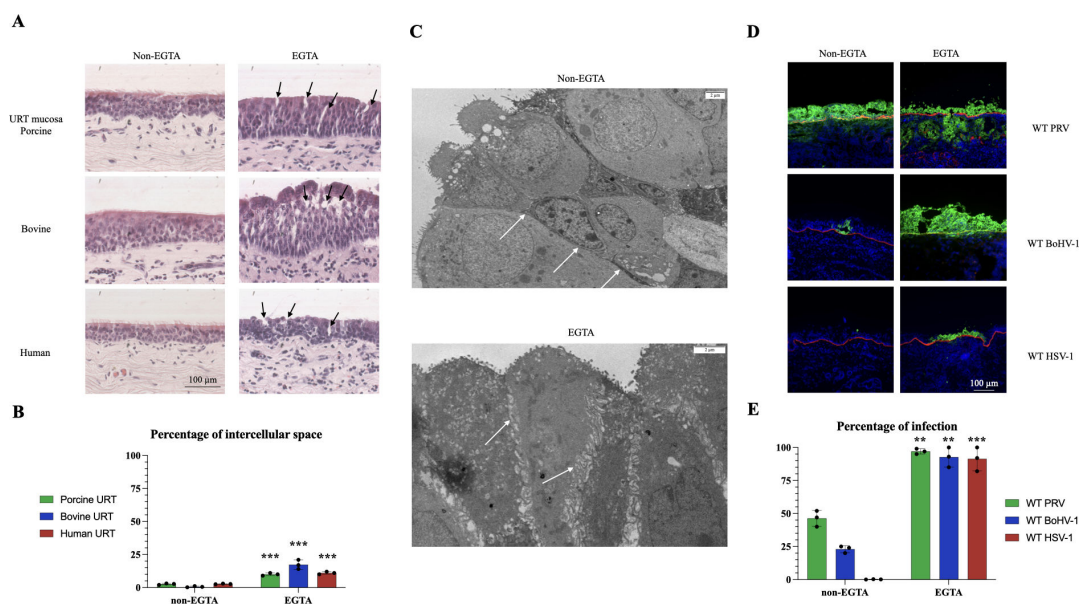 A
Non-EGTA
EGTA
URT mucosa
Porcine
Bovine
Human
100 μm
B
Percentage of intercellular space
100
75
50
25
0
Porcine URT
Bovine URT
Human URT
***
***
***
non-EGTA
EGTA
C
Non-EGTA
2 μm
EGTA
2 μm
D
Non-EGTA
EGTA
WT PRV
WT BoHV-1
WT HSV-1
100 μm
E
Percentage of infection
100
75
50
25
0
**
**
***
WT PRV
WT BoHV-1
WT HSV-1
non-EGTA
EGTA